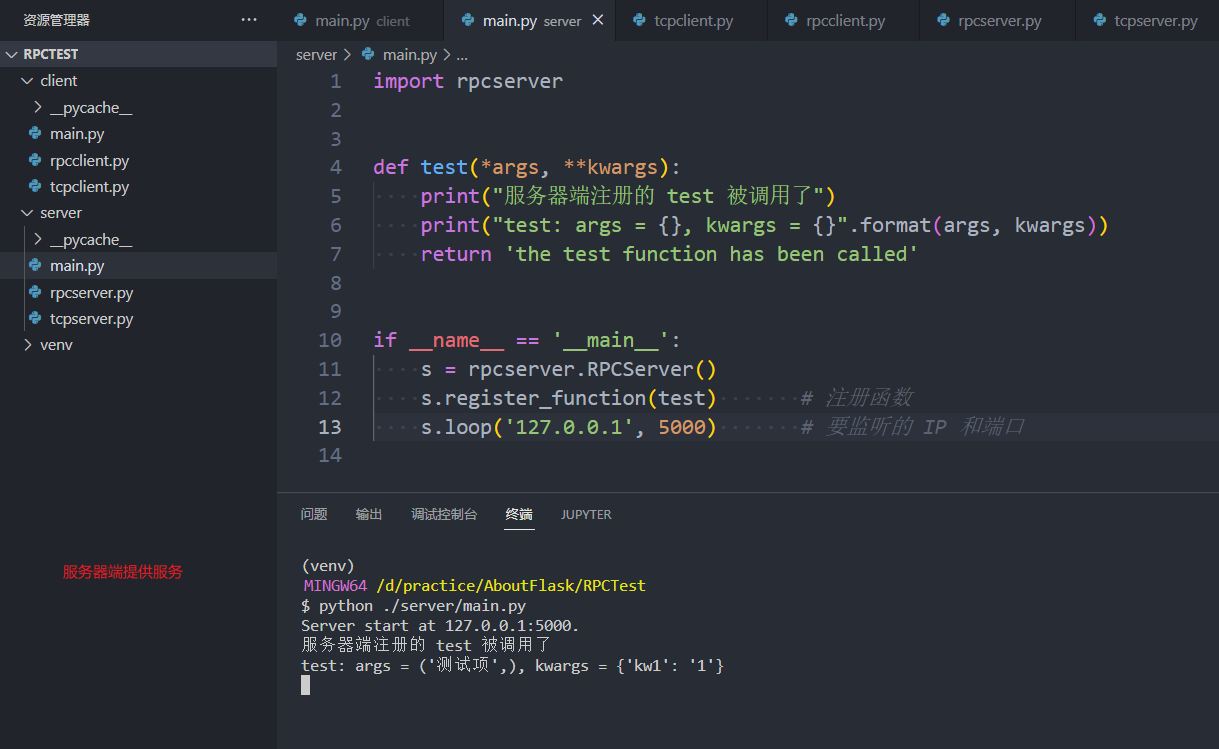 资源管理器 ···
main.py client main.py server × tcpclient.py rpcclient.py rpcserver.py tcpserver.py
RPCTEST
client
__pycache__
main.py
rpcclient.py
tcpclient.py
server
__pycache__
main.py
rpcserver.py
tcpserver.py
venv
服务器端提供服务
server > main.py > ...
1 import rpcserver
2
3
4 def test(*args, **kwargs):
5 ····print("服务器端注册的 test 被调用了")
6 ····print("test: args = {}, kwargs = {}".format(args, kwargs))
7 ····return 'the test function has been called'
8
9
10 if __name__ == '__main__':
11 ····s = rpcserver.RPCServer()
12 ····s.register_function(test)·······# 注册函数
13 ····s.loop('127.0.0.1', 5000)·······# 要监听的 IP 和端口
14
问题 输出 调试控制台 终端 JUPYTER
(venv)
MINGW64 /d/practice/AboutFlask/RPCTest
$ python ./server/main.py
Server start at 127.0.0.1:5000.
服务器端注册的 test 被调用了
test: args = ('测试项',), kwargs = {'kw1': '1'}